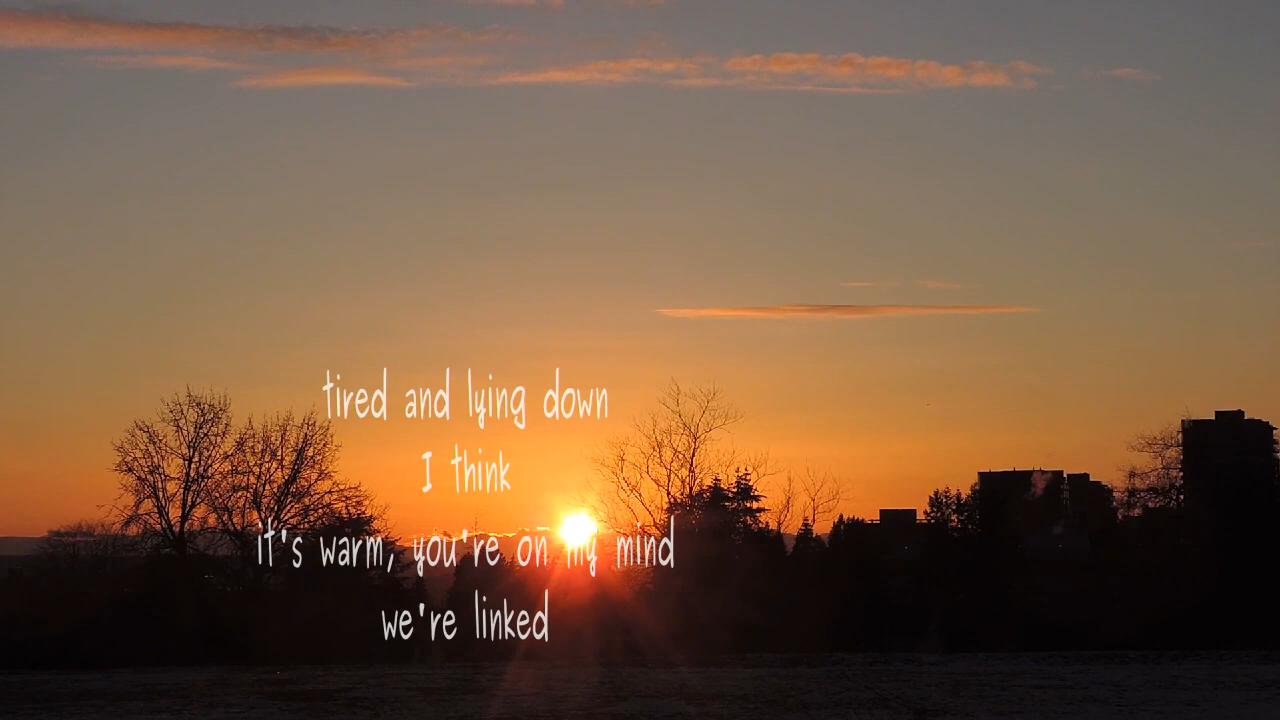 tired and lying down
I think
it's warm, you're on my mind
we're linked